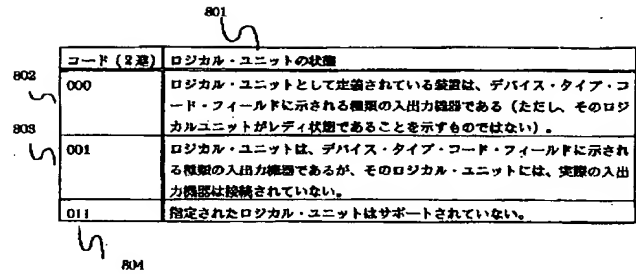 801
コード（2進） ロジカル・ユニットの状態
802
000 ロジカル・ユニットとして定義されている装置は、デバイス・タイプ・コ
ード・フィールドに示される種類の入出力機器である（ただし、そのロジ
カルユニットがレディ状態であることを示すものではない）。
803
001 ロジカル・ユニットは、デバイス・タイプ・コード・フィールドに示され
る種類の入出力機器であるが、そのロジカル・ユニットには、実際の入出
力機器は接続されていない。
011 指定されたロジカル・ユニットはサポートされていない。
804